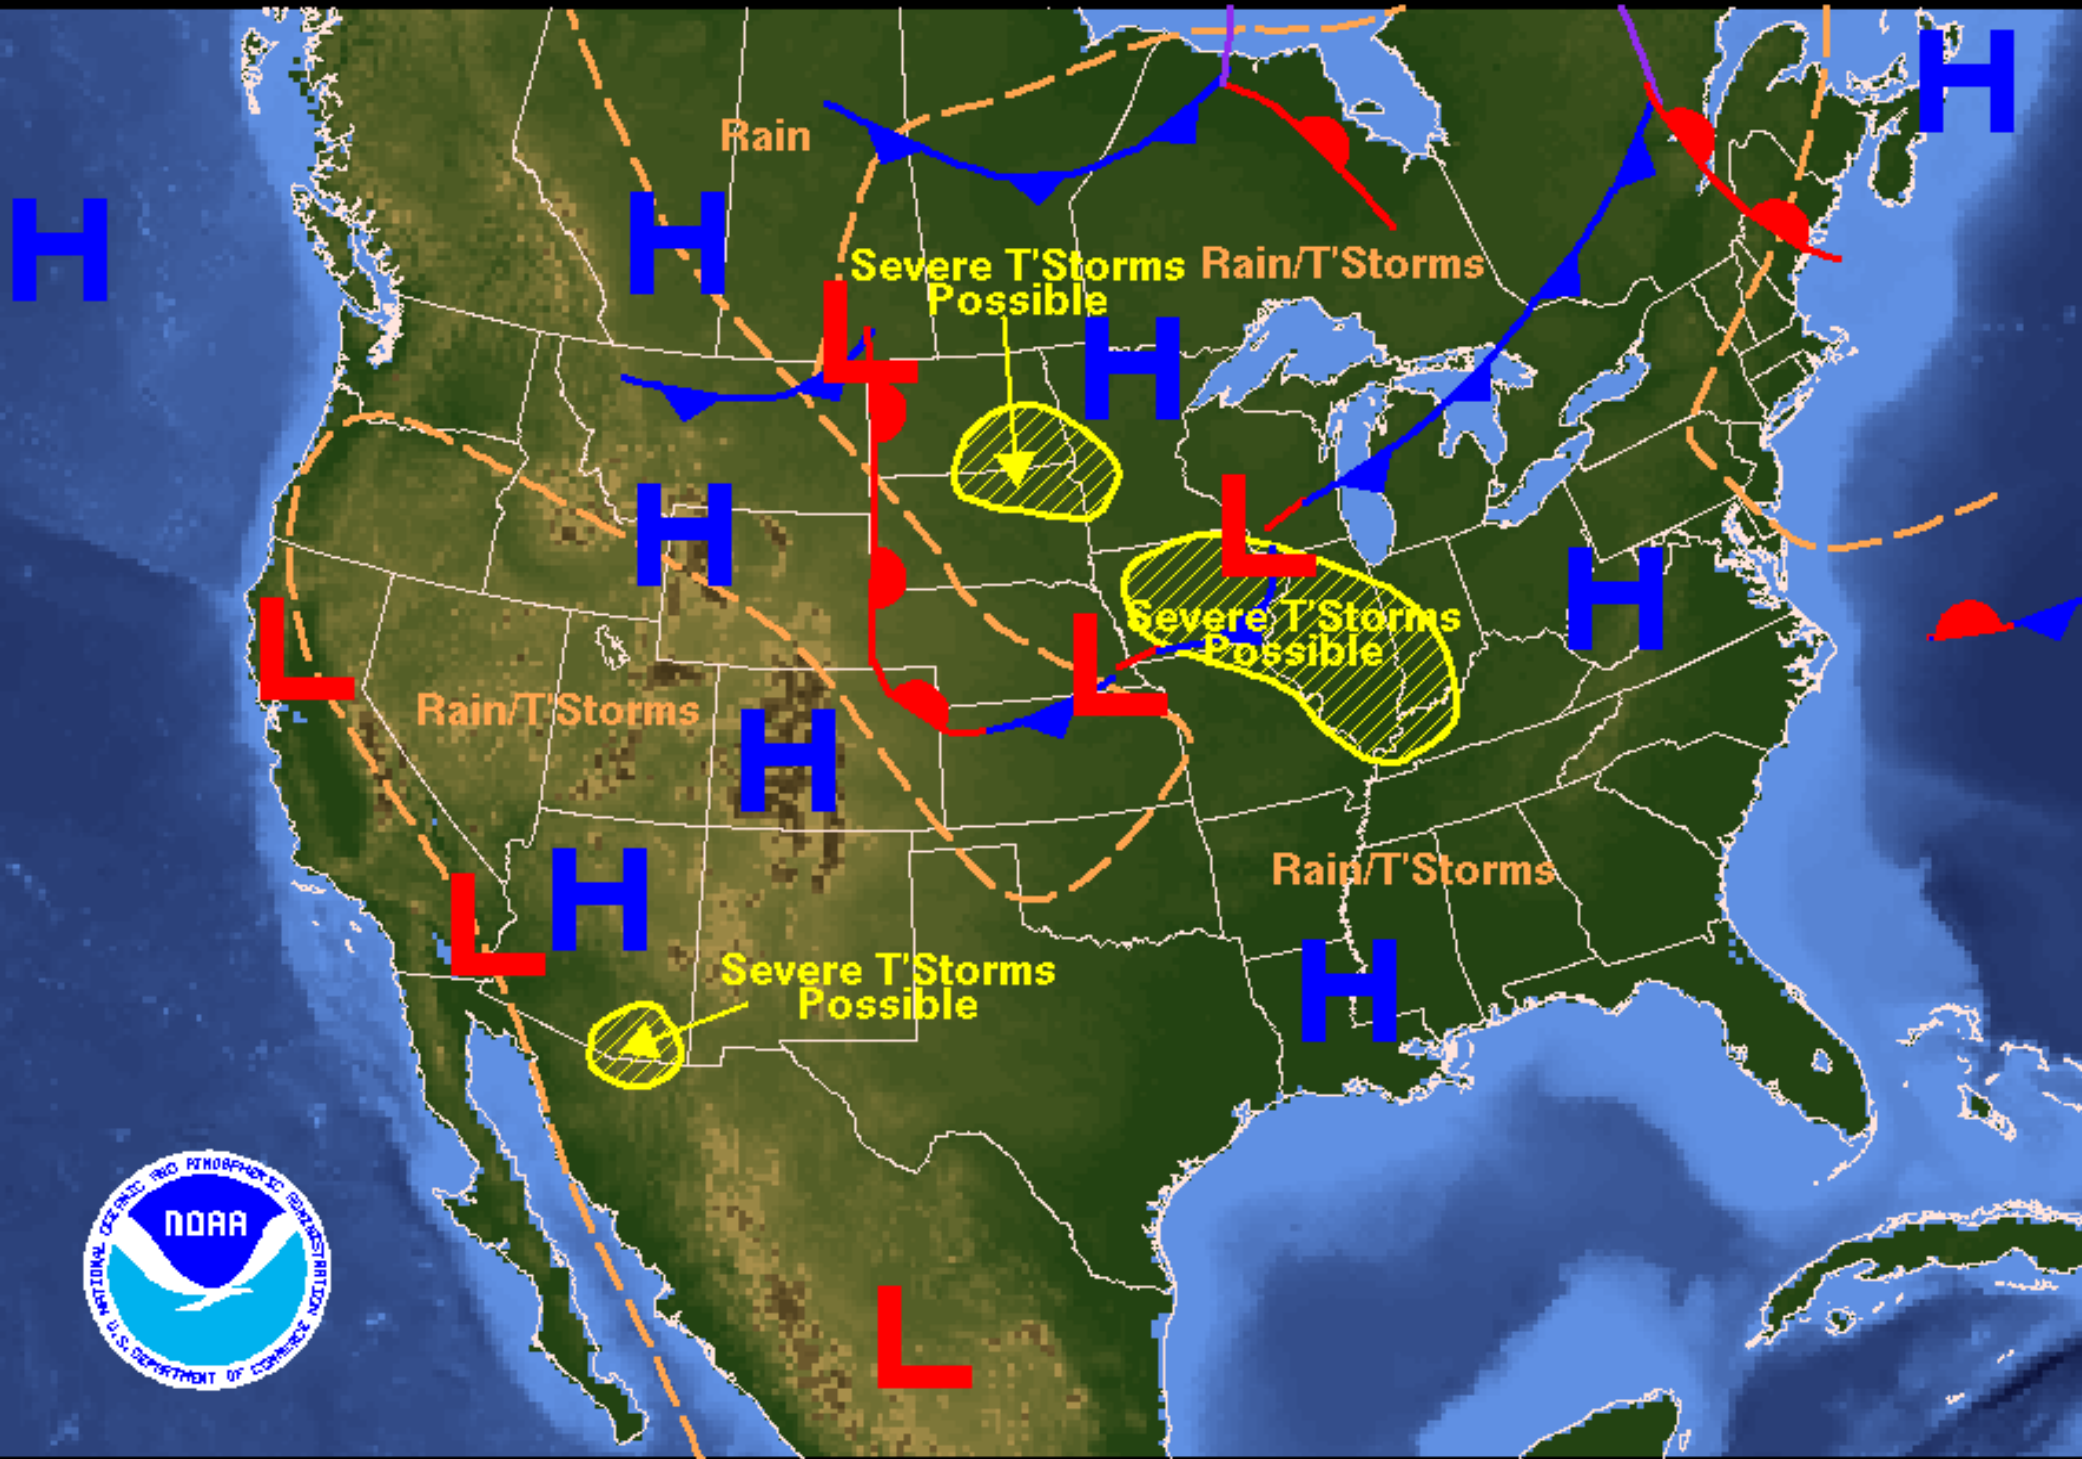 H
Rain
H
H
Severe T'Storms
Possible
Rain/T'Storms
L
H
H
L
H
L
L
Severe T'Storms
Possible
Rain/T'Storms
H
Rain/T'Storms
L
H
Severe T'Storms
Possible
H
NATIONAL OCEANIC AND ATMOSPHERIC ADMINISTRATION
NOAA
U.S. DEPARTMENT OF COMMERCE
L